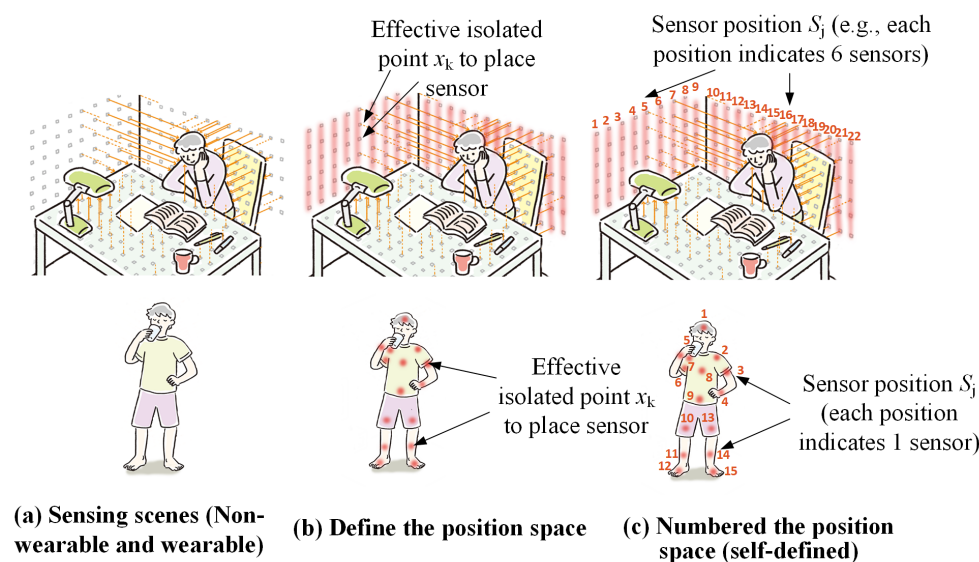 Effective isolated
point xk to place
sensor
Sensor position Sj (e.g., each
position indicates 6 sensors)
1 2 3 4 5 6 7 8 9 10 11 12 13 14 15 16 17 18 19 20 21 22
Effective
isolated point xk
to place sensor
1
5
2
7
3
8
6
9
4
10 13
11
14
12
15
Sensor position Sj
(each position
indicates 1 sensor)
(a) Sensing scenes (Non-
wearable and wearable)
(b) Define the position space
(c) Numbered the position
space (self-defined)